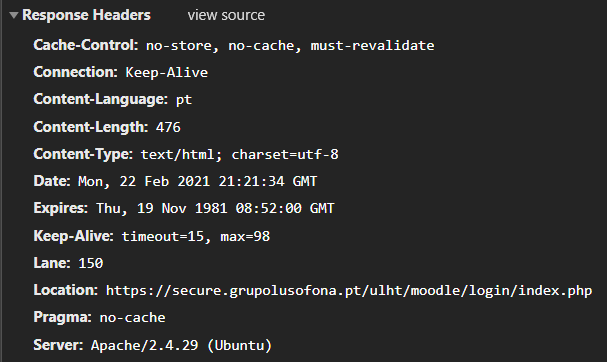 Response Headers view source
Cache-Control: no-store, no-cache, must-revalidate
Connection: Keep-Alive
Content-Language: pt
Content-Length: 476
Content-Type: text/html; charset=utf-8
Date: Mon, 22 Feb 2021 21:21:34 GMT
Expires: Thu, 19 Nov 1981 08:52:00 GMT
Keep-Alive: timeout=15, max=98
Lane: 150
Location: https://secure.grupolusofona.pt/ulht/moodle/login/index.php
Pragma: no-cache
Server: Apache/2.4.29 (Ubuntu)